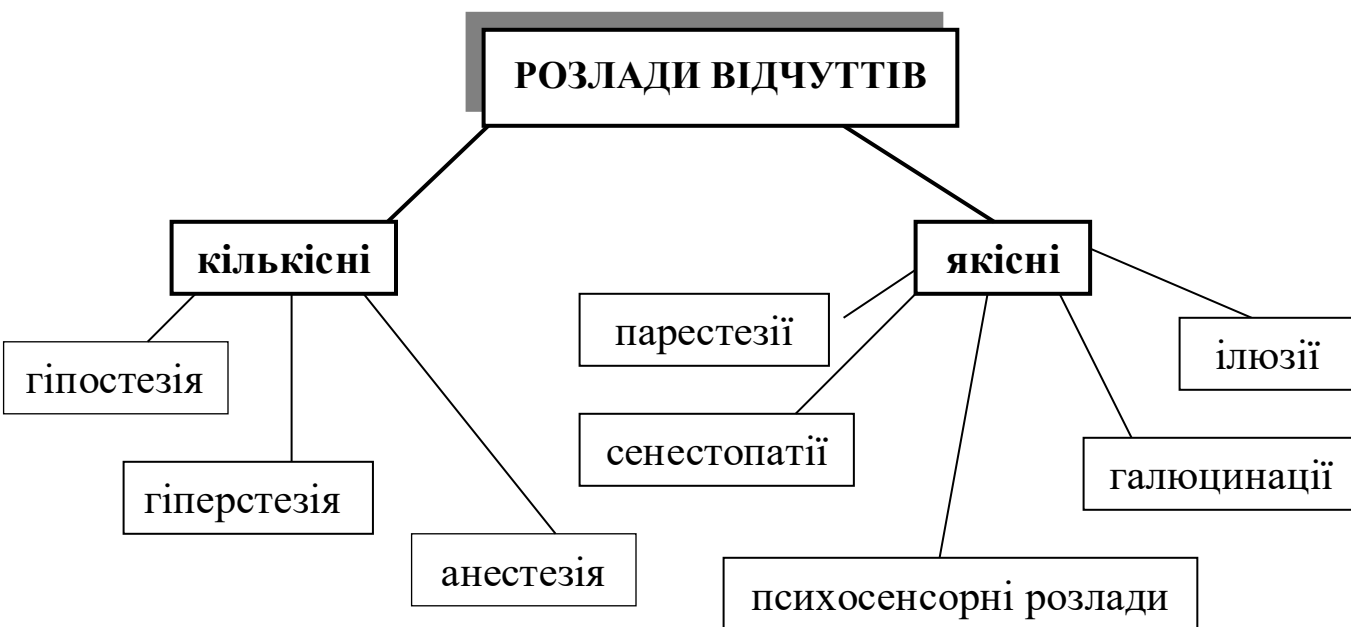 РОЗЛАДИ ВІДЧУТТІВ
кількісні
якісні
гіпостезія
гіперстезія
анестезія
парестезії
сенестопатії
психосенсорні розлади
галюцинації
ілюзії